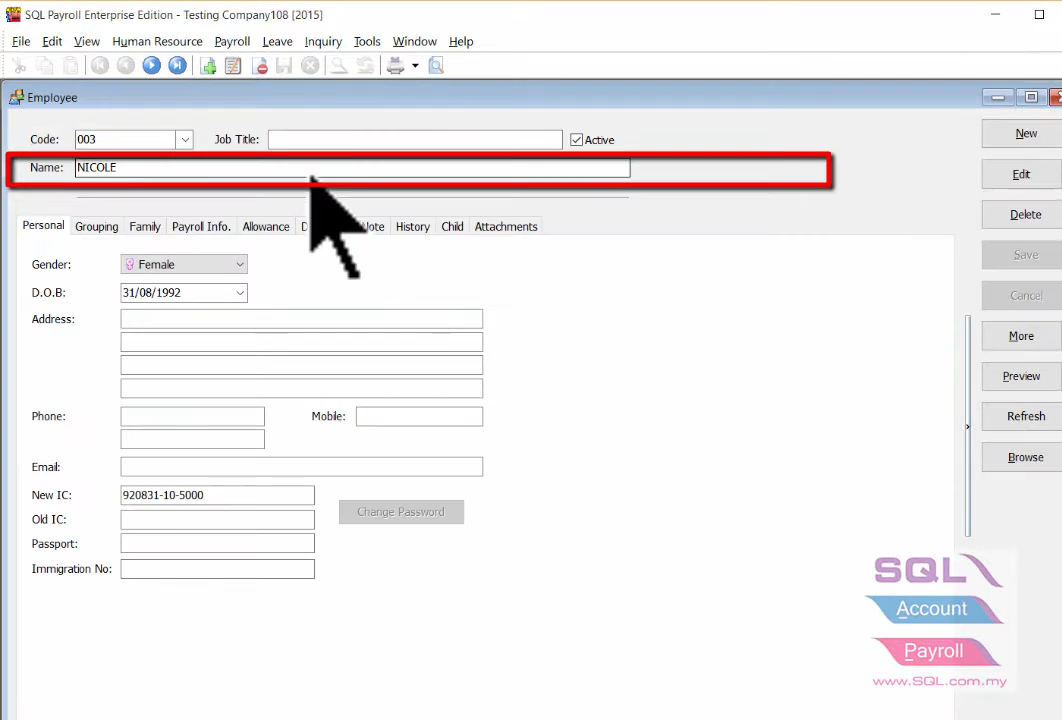 SQL Payroll Enterprise Edition - Testing Company108 [2015]
File Edit View Human Resource Payroll Leave Inquiry Tools Window Help
Employee
Code: 003 Job Title: Active
Name: NICOLE
Personal Grouping Family Payroll Info. Allowance Note History Child Attachments
Gender: Female
D.O.B: 31/08/1992
Address:
Phone: Mobile:
Email:
New IC: 920831-10-5000
Old IC: Change Password
Passport:
Immigration No:
New
Edit
Delete
Save
Cancel
More
Preview
Refresh
Browse
SQL
Account
Payroll
www.SQL.com.my